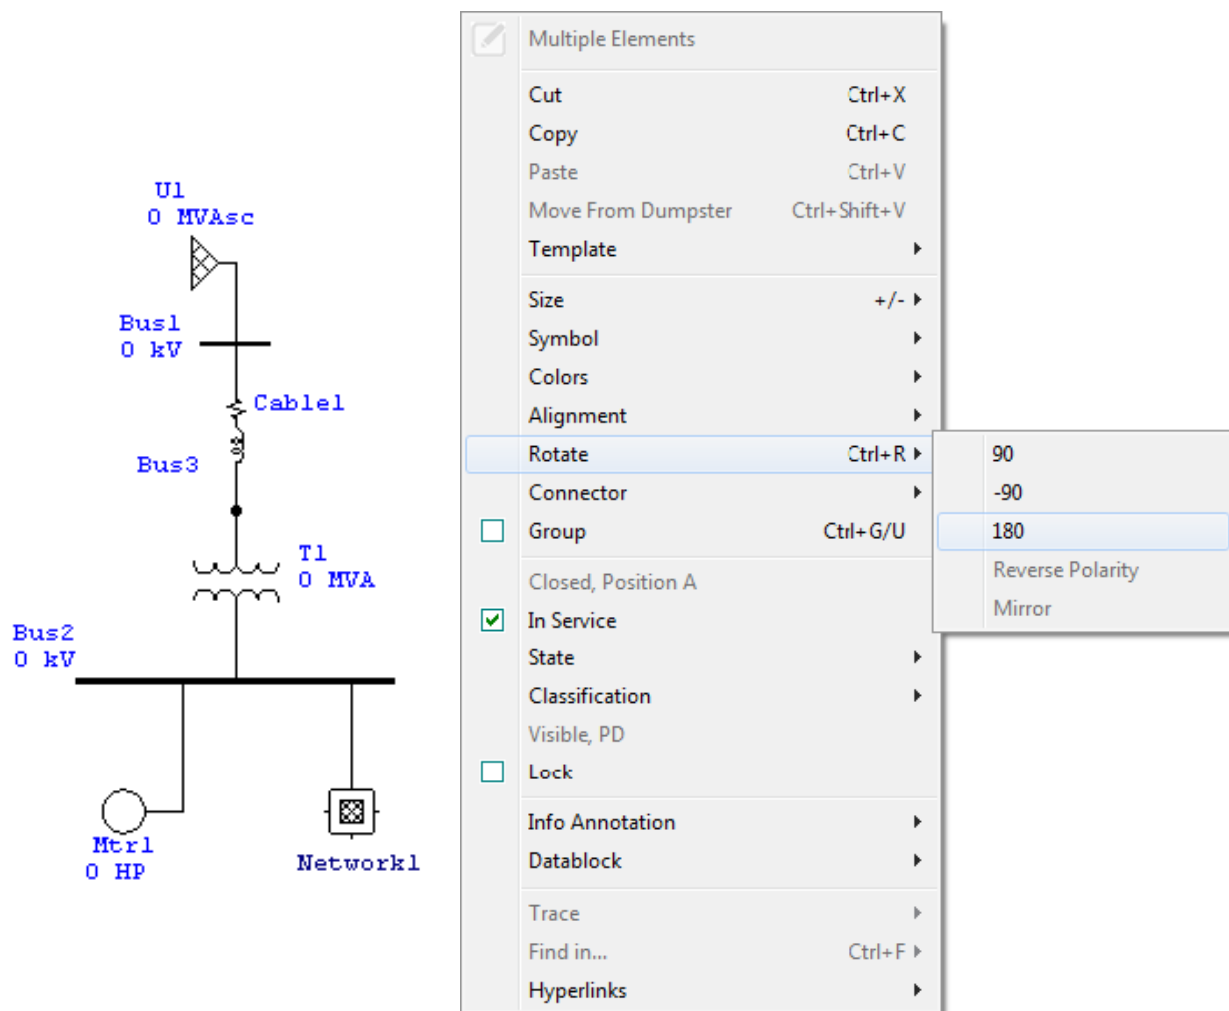 U1
0 MVAsc
Bus1
0 kV
Cable1
Bus3
T1
0 MVA
Bus2
0 kV
Mtr1
0 HP
Network1
Multiple Elements
Cut Ctrl+X
Copy Ctrl+C
Paste Ctrl+V
Move From Dumpster Ctrl+Shift+V
Template
Size +/-
Symbol
Colors
Alignment
Rotate Ctrl+R
Connector
Group Ctrl+G/U
Closed, Position A
In Service
State
Classification
Visible, PD
Lock
Info Annotation
Datablock
Trace
Find in... Ctrl+F
Hyperlinks
90
-90
180
Reverse Polarity
Mirror